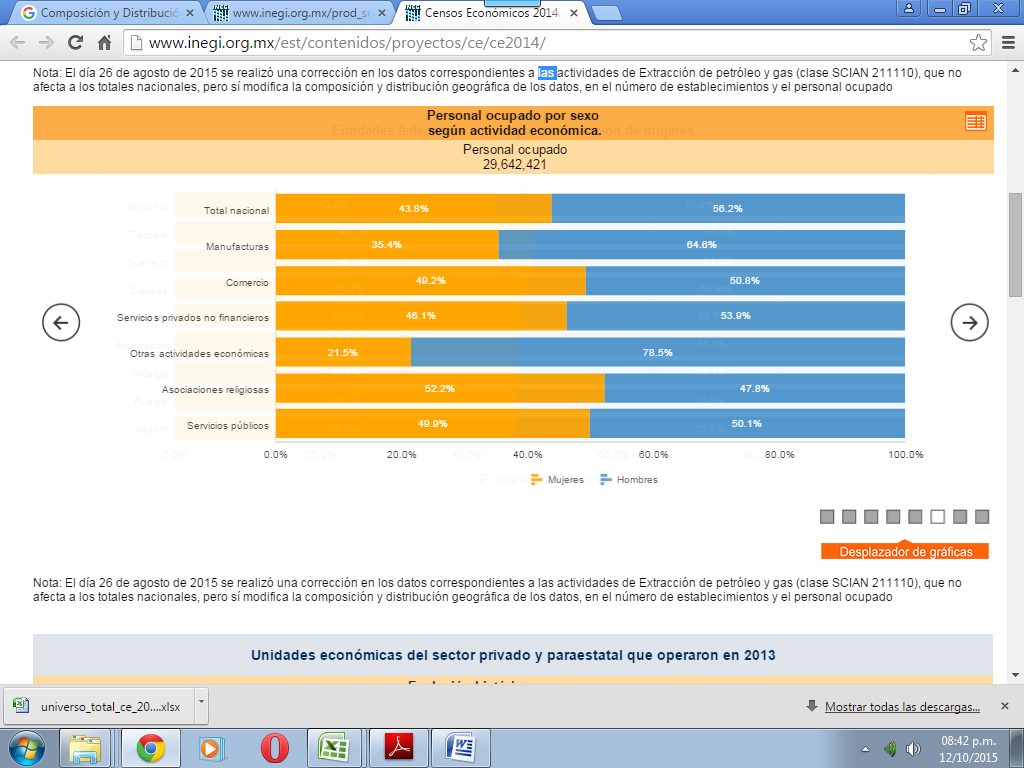 Composición y Distribució
www.inegi.org.mx/prod_se
Censos Económicos 2014.
www.inegi.org.mx/est/contenidos/proyectos/ce/ce2014/
Nota: El día 26 de agosto de 2015 se realizó una corrección en los datos correspondientes a las actividades de Extracción de petróleo y gas (clase SCIAN 211110), que no
afecta a los totales nacionales, pero sí modifica la composición y distribución geográfica de los datos, en el número de establecimientos y el personal ocupado
Personal ocupado por sexo
según actividad económica.
Personal ocupado
29,642,421
Total nacional 43.8% 56.2%
Manufacturas 35.4% 64.6%
Comercio 49.2% 50.8%
Servicios privados no financieros 46.1% 53.9%
Otras actividades económicas 21.5% 78.5%
Asociaciones religiosas 52.2% 47.8%
Servicios públicos 49.9% 50.1%
0.0% 20.0% 40.0% 60.0% 80.0% 100.0%
Mujeres Hombres
Desplazador de gráficas
Nota: El día 26 de agosto de 2015 se realizó una corrección en los datos correspondientes a las actividades de Extracción de petróleo y gas (clase SCIAN 211110), que no
afecta a los totales nacionales, pero sí modifica la composición y distribución geográfica de los datos, en el número de establecimientos y el personal ocupado
Unidades económicas del sector privado y paraestatal que operaron en 2013
universo_total_ce_20....xlsx
Mostrar todas las descargas...
08:42 p.m.
12/10/2015